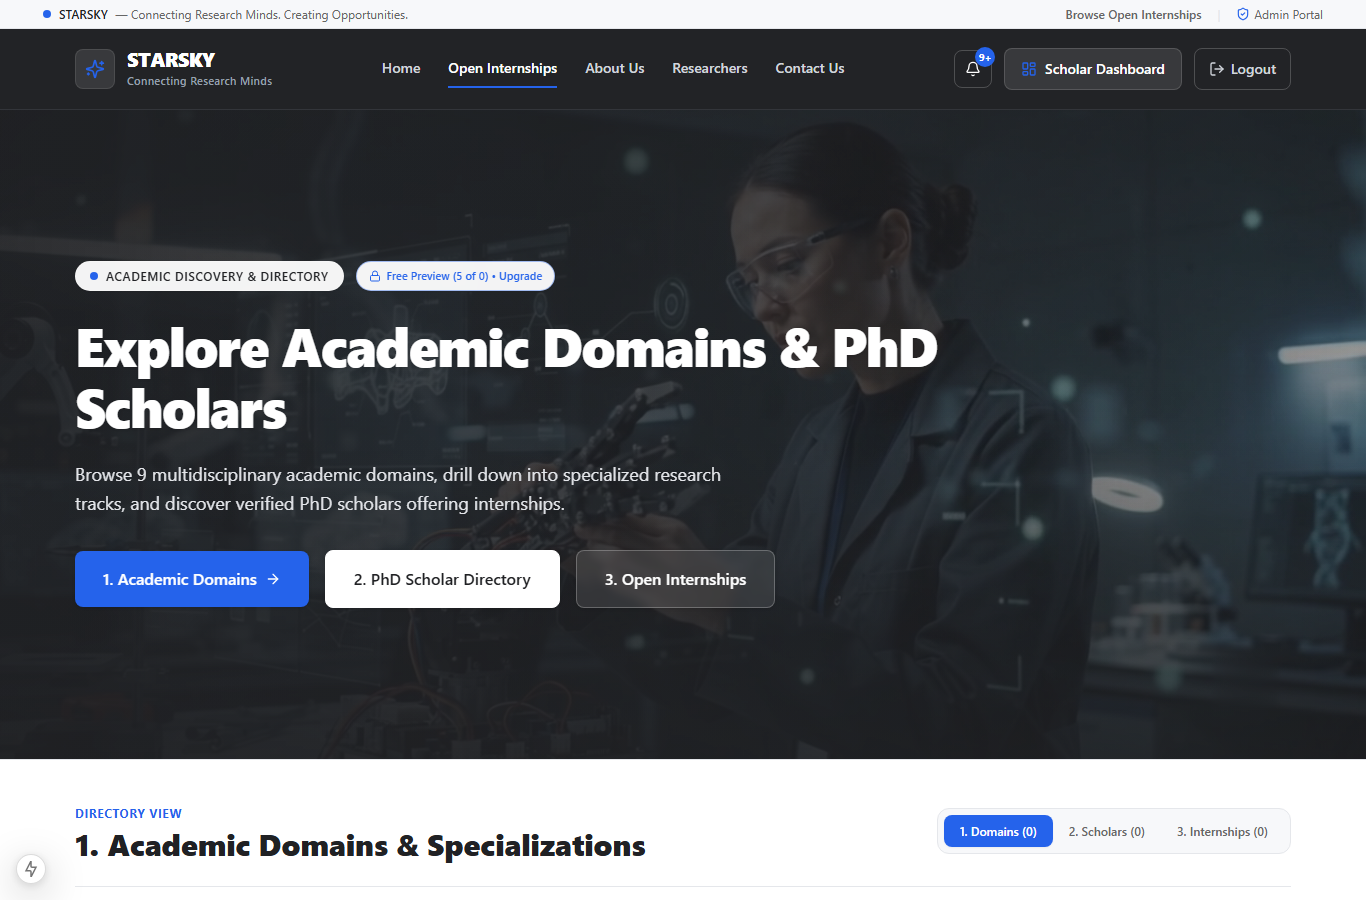 STARSKY — Connecting Research Minds. Creating Opportunities.
Browse Open Internships
Admin Portal
STARSKY
Connecting Research Minds
Home
Open Internships
About Us
Researchers
Contact Us
9+
Scholar Dashboard
Logout
ACADEMIC DISCOVERY & DIRECTORY
Free Preview (5 of 0) • Upgrade
Explore Academic Domains & PhD
Scholars
Browse 9 multidisciplinary academic domains, drill down into specialized research
tracks, and discover verified PhD scholars offering internships.
1. Academic Domains
2. PhD Scholar Directory
3. Open Internships
DIRECTORY VIEW
1. Academic Domains & Specializations
1. Domains (0)
2. Scholars (0)
3. Internships (0)